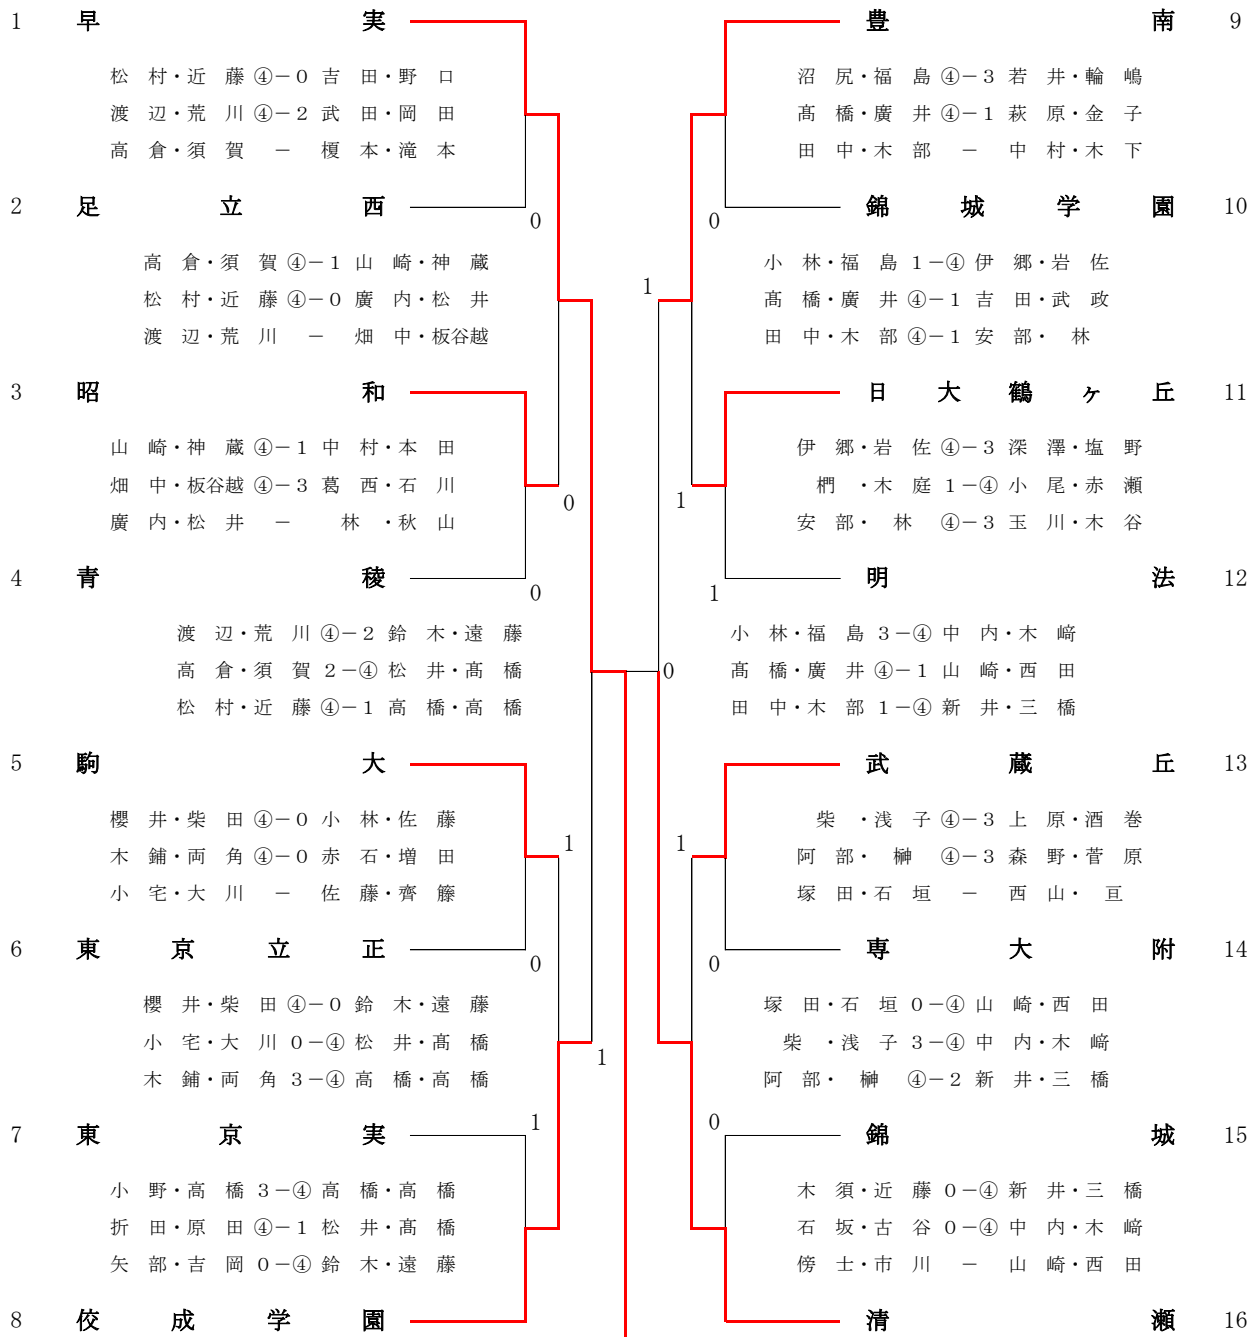 1 早実
松村・近藤 ④－0 吉田・野口
渡辺・荒川 ④－2 武田・岡田
高倉・須賀 － 榎本・滝本
2 足立西
0
高倉・須賀 ④－1 山崎・神蔵
松村・近藤 ④－0 廣内・松井
渡辺・荒川 － 畑中・板谷越
3 昭和
山崎・神蔵 ④－1 中村・本田
畑中・板谷越 ④－3 葛西・石川
廣内・松井 － 林・秋山
0
4 青稜
0
渡辺・荒川 ④－2 鈴木・遠藤
高倉・須賀 2－④ 松井・髙橋
松村・近藤 ④－1 高橋・高橋
5 駒大
櫻井・柴田 ④－0 小林・佐藤
木鋪・両角 ④－0 赤石・増田
小宅・大川 － 佐藤・齊籐
1
6 東京立正
0
櫻井・柴田 ④－0 鈴木・遠藤
小宅・大川 0－④ 松井・髙橋
木鋪・両角 3－④ 高橋・高橋
1
7 東京実
1
小野・高橋 3－④ 高橋・高橋
折田・原田 ④－1 松井・髙橋
矢部・吉岡 0－④ 鈴木・遠藤
8 佼成学園
豊南 9
沼尻・福島 ④－3 若井・輪嶋
髙橋・廣井 ④－1 萩原・金子
田中・木部 － 中村・木下
錦城学園 10
0
小林・福島 1－④ 伊郷・岩佐
髙橋・廣井 ④－1 吉田・武政
田中・木部 ④－1 安部・林
1
日大鶴ヶ丘 11
伊郷・岩佐 ④－3 深澤・塩野
椚・木庭 1－④ 小尾・赤瀬
安部・林 ④－3 玉川・木谷
1
明法 12
1
小林・福島 3－④ 中内・木﨑
髙橋・廣井 ④－1 山崎・西田
田中・木部 1－④ 新井・三橋
0
武蔵丘 13
柴・浅子 ④－3 上原・酒巻
阿部・榊 ④－3 森野・菅原
塚田・石垣 － 西山・亘
1
専大附 14
0
塚田・石垣 0－④ 山崎・西田
柴・浅子 3－④ 中内・木﨑
阿部・榊 ④－2 新井・三橋
錦城 15
0
木須・近藤 0－④ 新井・三橋
石坂・古谷 0－④ 中内・木﨑
傍士・市川 － 山崎・西田
清瀬 16